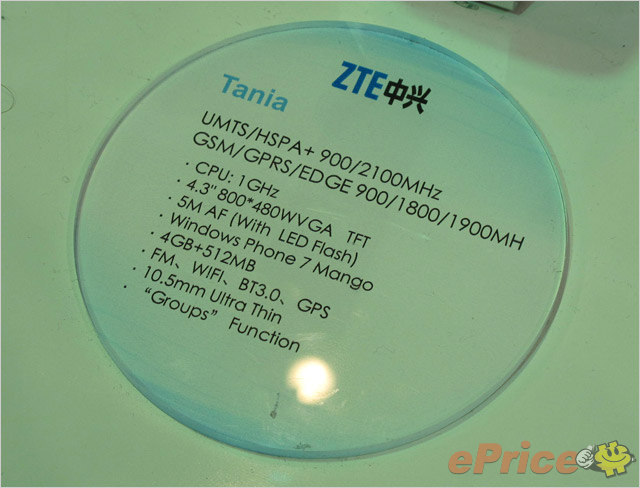 ZTE中兴
Tania
UMTS/HSPA+ 900/2100MHz
GSM/GPRS/EDGE 900/1800/1900MH
· CPU: 1GHz
· 4.3" 800*480WVGA TFT
· 5M AF (With LED Flash)
· Windows Phone 7 Mango
· 4GB+512MB
· FM、WIFI、BT3.0、GPS
· 10.5mm Ultra Thin
· “Groups” Function
ePrice